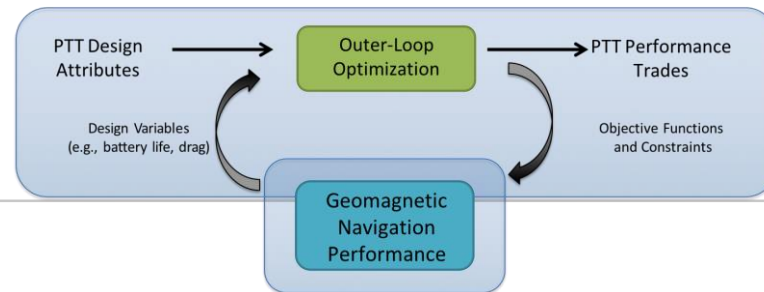 PTT Design
Attributes
Outer-Loop
Optimization
PTT Performance
Trades
Design Variables
(e.g., battery life, drag)
Objective Functions
and Constraints
Geomagnetic
Navigation
Performance